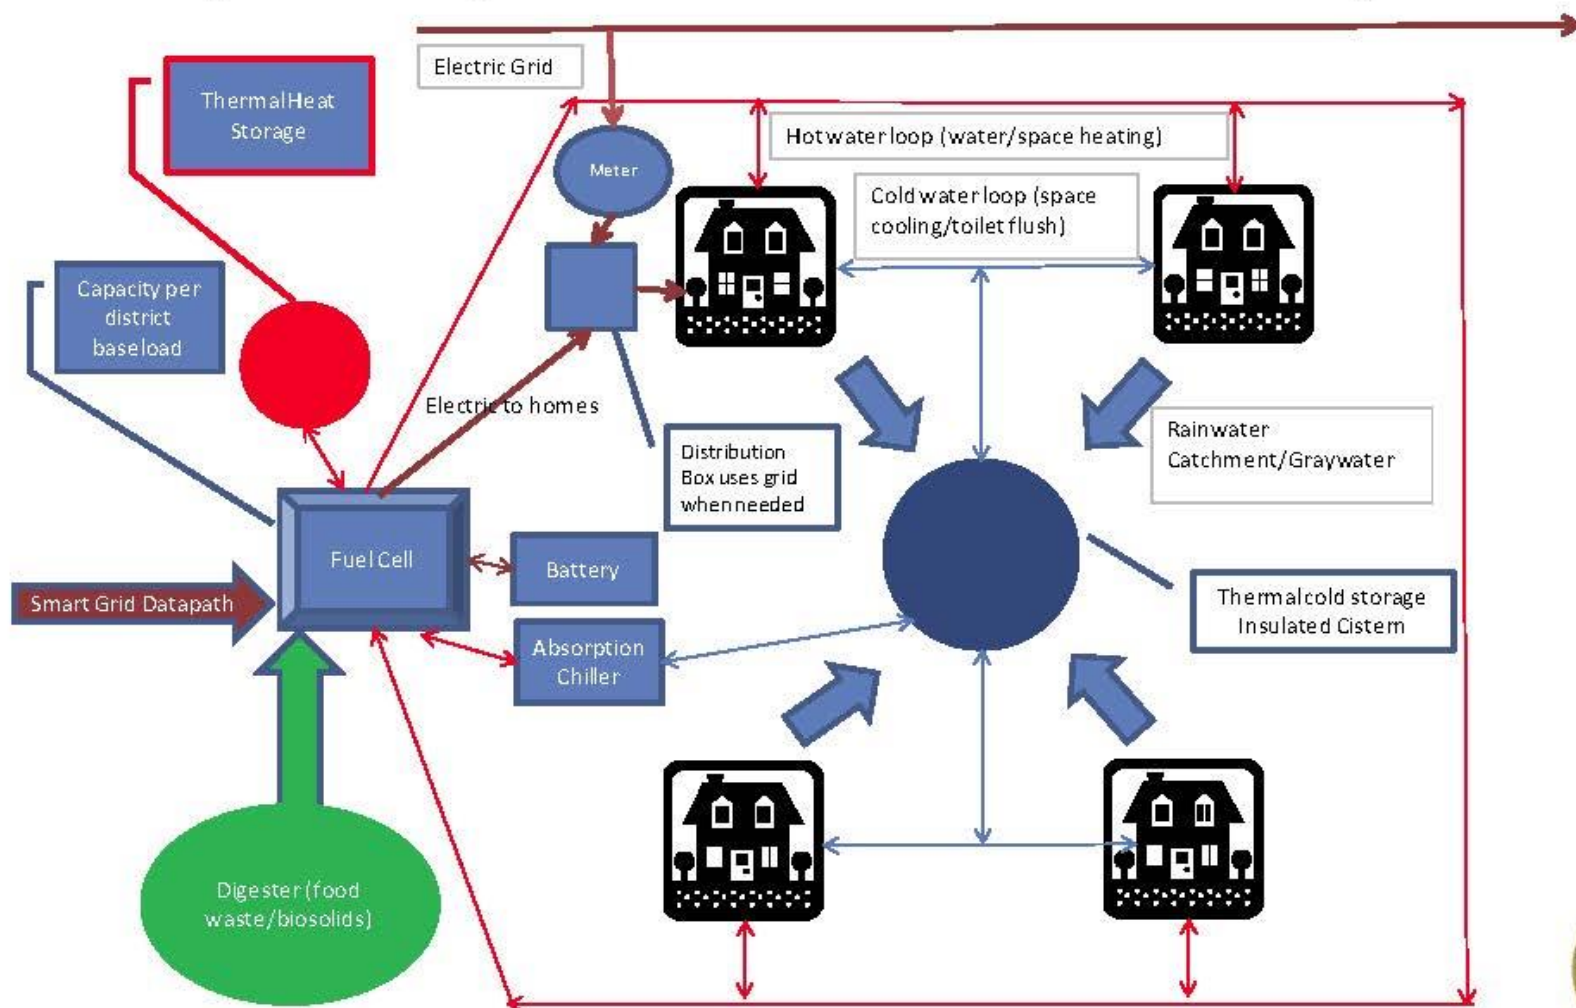 Electric Grid
Thermal Heat
Storage
Hot water loop (water/space heating)
Meter
Cold water loop (space
cooling/toilet flush)
Capacity per
district
baseload
Electric to homes
Rainwater
Catchment/Graywater
Distribution
Box uses grid
when needed
Fuel Cell
Battery
Smart Grid Datapath
Thermal cold storage
Insulated Cistern
Absorption
Chiller
Digester (food
waste/biosolids)